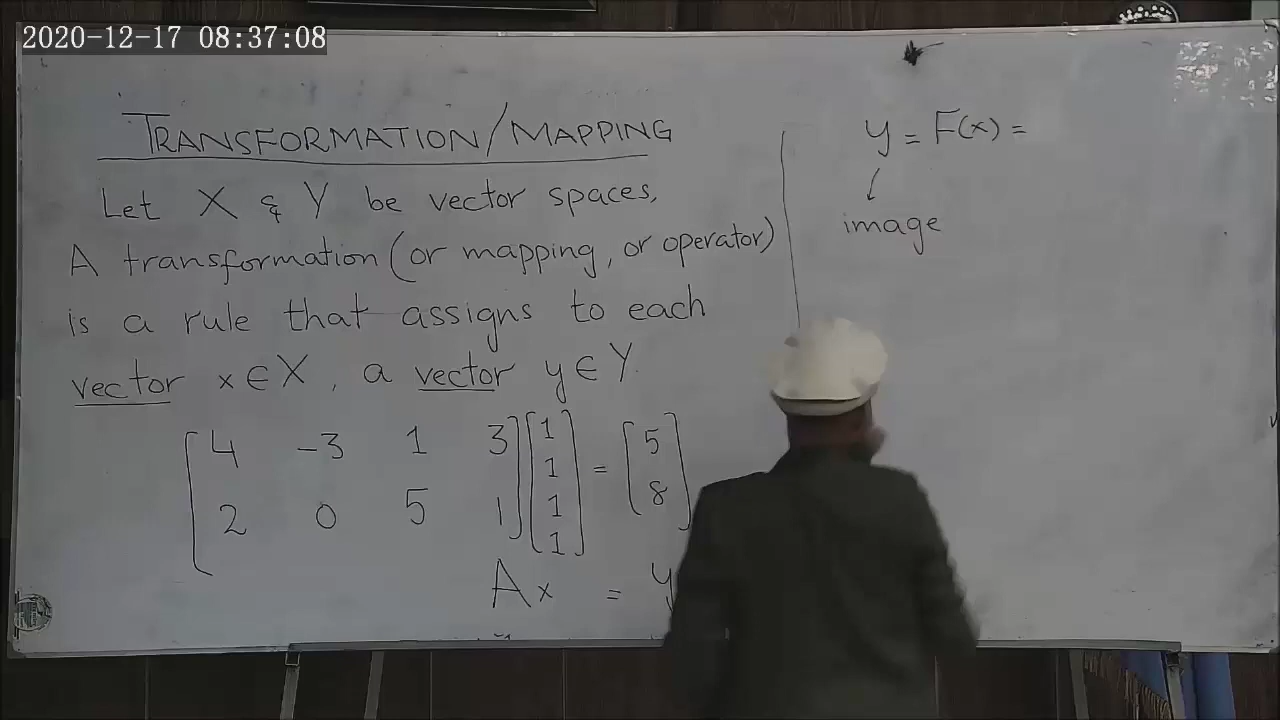 2020-12-17 08:37:08
TRANSFORMATION/MAPPING
Let X & Y be vector spaces,
A transformation (or mapping, or operator)
is a rule that assigns to each
vector x ∈ X, a vector y ∈ Y.
[4 -3 1 3] [1] = [5]
[2 0 5 1] [1] [8]
[1]
[1]
A x = y
y = F(x) =
↓
image